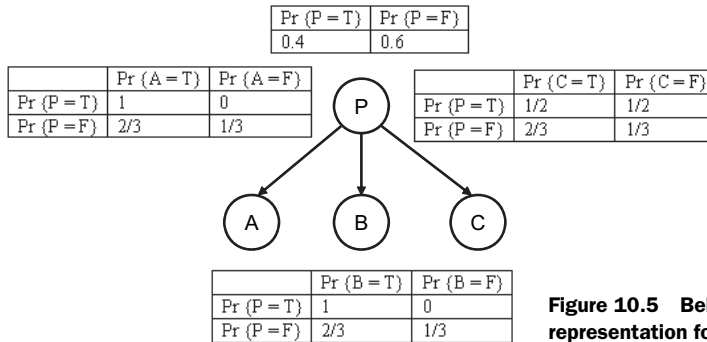 Pr {P = T} Pr {P = F}
0.4 0.6
Pr {A = T} Pr {A = F}
Pr {P = T} 1 0
Pr {P = F} 2/3 1/3
P
Pr {C = T} Pr {C = F}
Pr {P = T} 1/2 1/2
Pr {P = F} 2/3 1/3
A B C
Pr {B = T} Pr {B = F}
Pr {P = T} 1 0
Pr {P = F} 2/3 1/3
Figure 10.5
representation